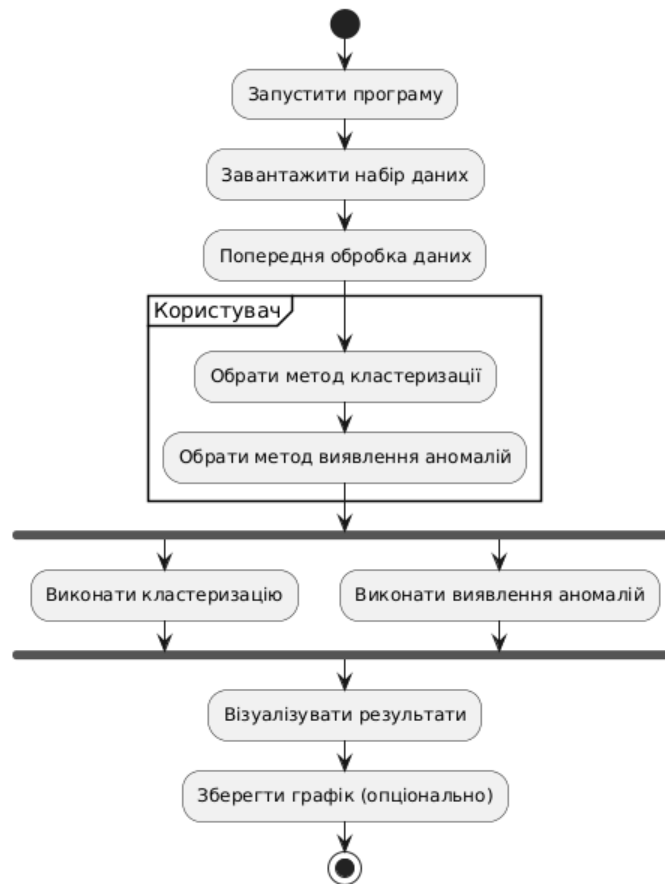 Запустити програму
Завантажити набір даних
Попередня обробка даних
Користувач
Обрати метод кластеризації
Обрати метод виявлення аномалій
Виконати кластеризацію
Виконати виявлення аномалій
Візуалізувати результати
Зберегти графік (опціонально)